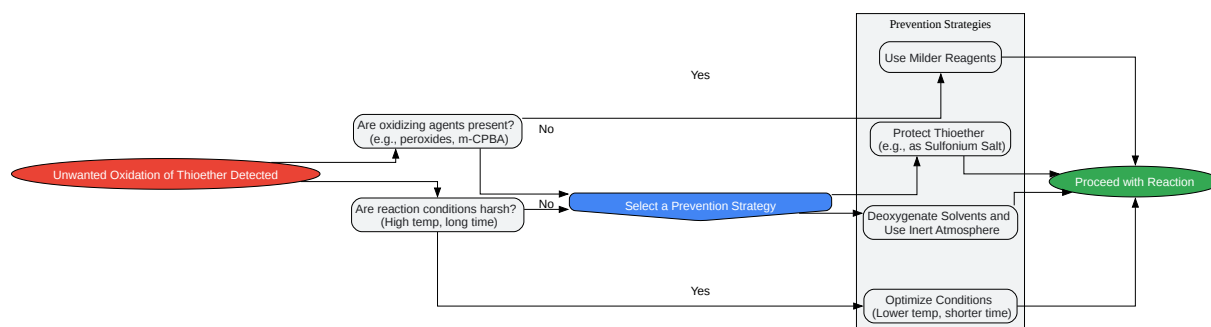 Prevention Strategies
Use Milder Reagents
Yes
Are oxidizing agents present?
(e.g., peroxides, m-CPBA)
No
Protect Thioether
(e.g., as Sulfonium Salt)
Unwanted Oxidation of Thioether Detected
Proceed with Reaction
Are reaction conditions harsh?
(High temp, long time)
No
Select a Prevention Strategy
Deoxygenate Solvents and
Use Inert Atmosphere
Yes
Optimize Conditions
(Lower temp, shorter time)